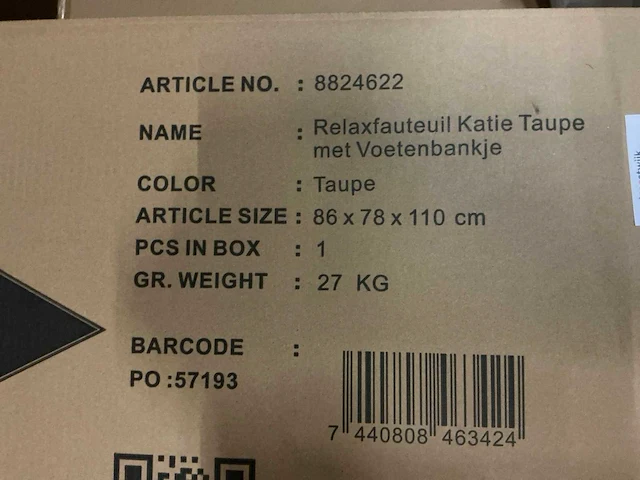 ARTICLE NO. : 8824622
NAME : Relaxfauteuil Katie Taupe
met Voetenbankje
COLOR : Taupe
ARTICLE SIZE : 86 x 78 x 110 cm
PCS IN BOX : 1
GR. WEIGHT : 27 KG
BARCODE :
PO :57193
7 440808 463424